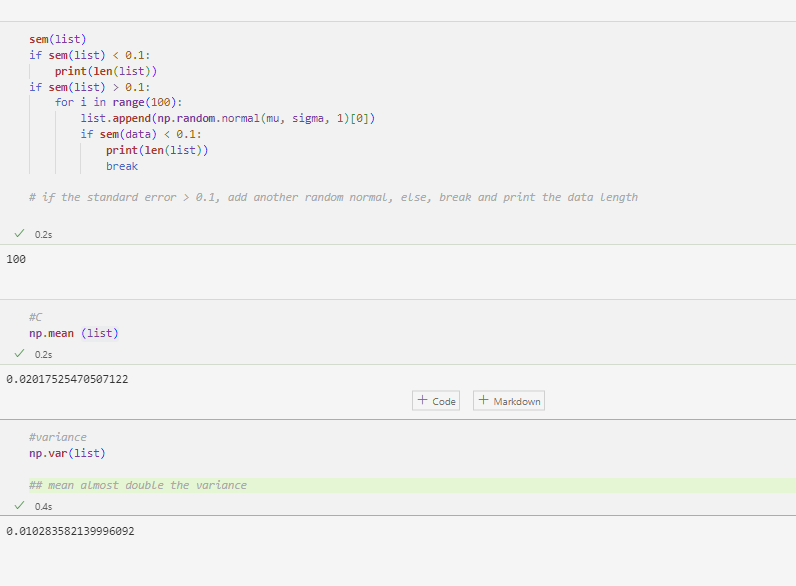 sem(list)
if sem(list) < 0.1:
print(len(list))
if sem(list) > 0.1:
for i in range(100):
list.append(np.random.normal(mu, sigma, 1)[0])
if sem(data) < 0.1:
print(len(list))
break
# if the standard error > 0.1, add another random normal, else, break and print the data length
0.2s
100
#C
np.mean (list)
0.2s
0.02017525470507122
+ Code + Markdown
#variance
np.var(list)
## mean almost double the variance
0.4s
0.010283582139996092